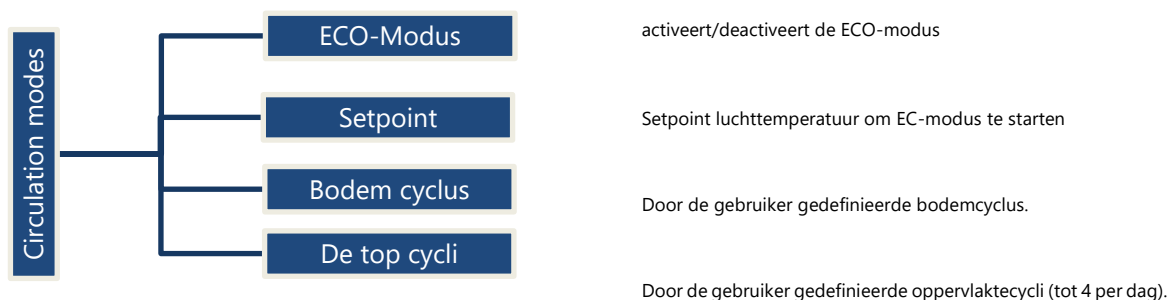 Circulation modes
ECO-Modus
activeert/deactiveert de ECO-modus
Setpoint
Setpoint luchttemperatuur om EC-modus te starten
Bodem cyclus
Door de gebruiker gedefinieerde bodemcyclus.
De top cycli
Door de gebruiker gedefinieerde oppervlaktecycli (tot 4 per dag).